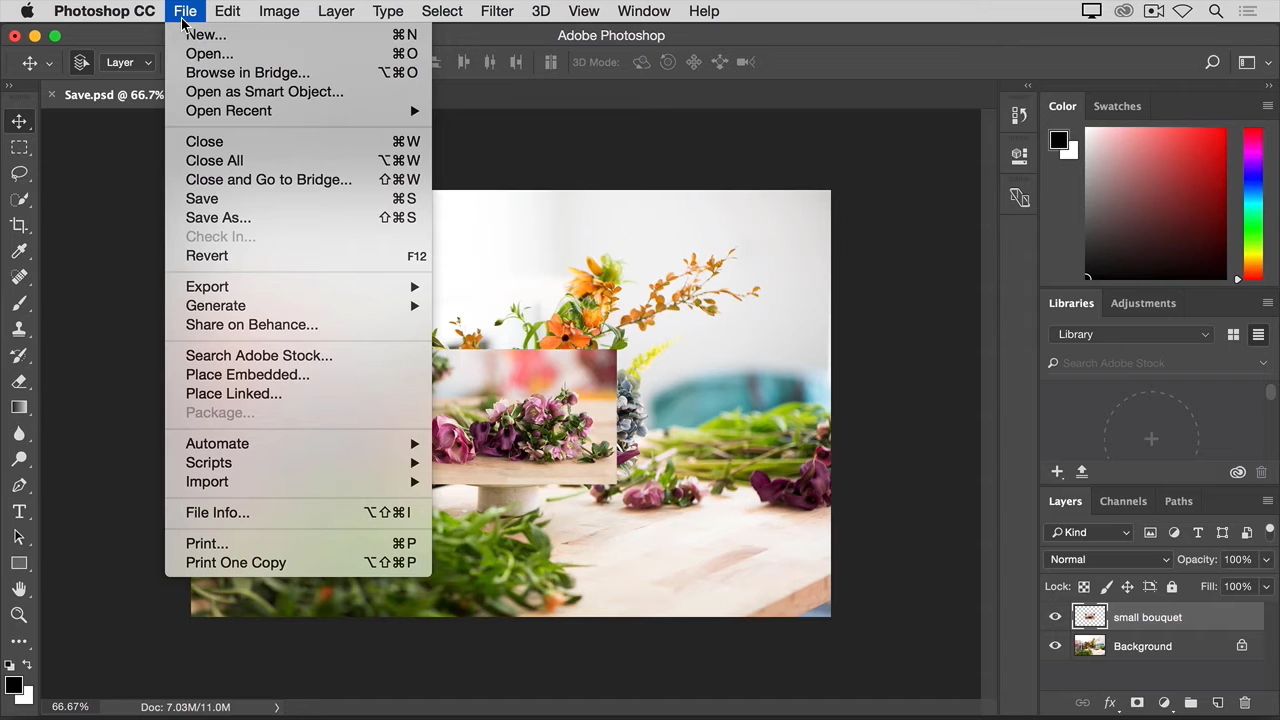 Photoshop CC File Edit Image Layer Type Select Filter 3D View Window Help
Adobe Photoshop
Layer
3D Mode:
Save.psd @ 66.7%
New... ⌘N
Open... ⌘O
Browse in Bridge... ⌥⌘O
Open as Smart Object...
Open Recent
Close ⌘W
Close All ⌥⌘W
Close and Go to Bridge... ⇧⌘W
Save ⌘S
Save As... ⇧⌘S
Check In...
Revert F12
Export
Generate
Share on Behance...
Search Adobe Stock...
Place Embedded...
Place Linked...
Package...
Automate
Scripts
Import
File Info... ⌥⇧⌘I
Print... ⌘P
Print One Copy ⌥⇧⌘P
Color Swatches
Libraries Adjustments
Library
Search Adobe Stock
Layers Channels Paths
Kind
Normal Opacity: 100%
Lock: Fill: 100%
small bouquet
Background
66.67% Doc: 7.03M/11.0M